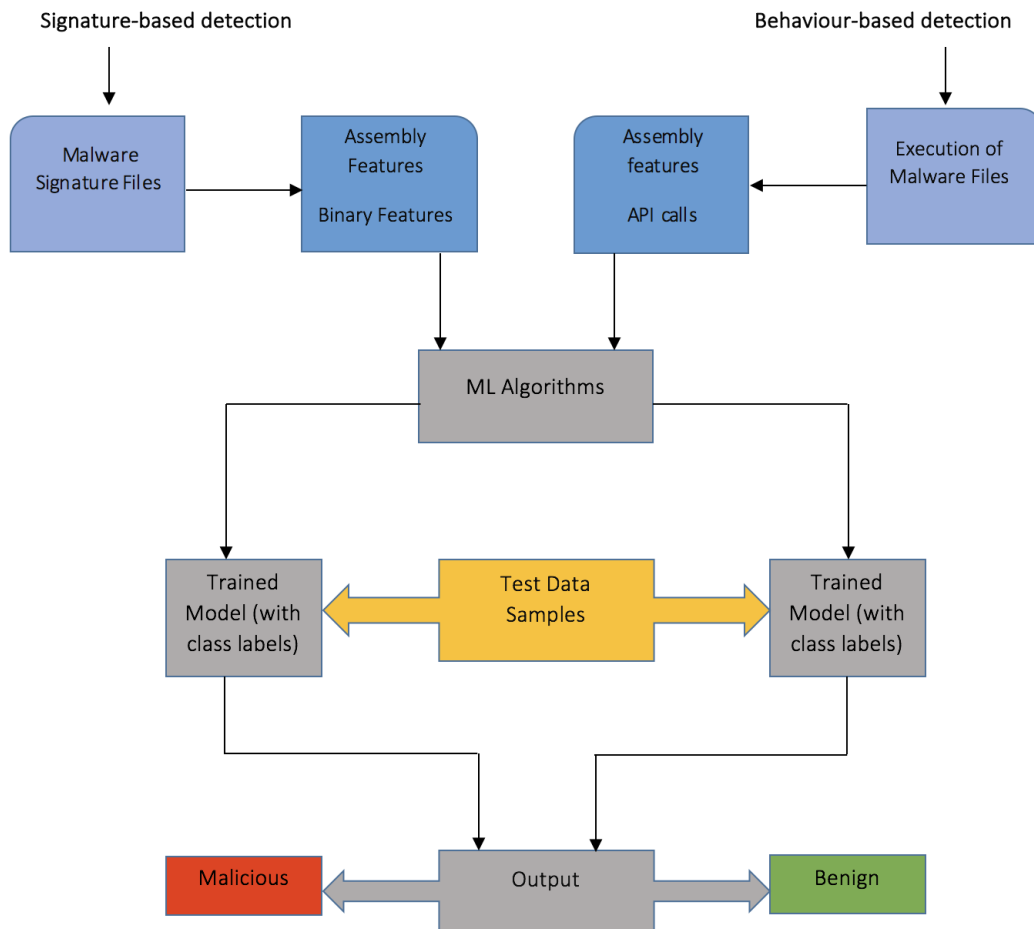 Signature-based detection
Behaviour-based detection
Malware
Signature Files
Assembly
Features
Binary Features
Assembly
features
API calls
Execution of
Malware Files
ML Algorithms
Trained
Model (with
class labels)
Test Data
Samples
Trained
Model (with
class labels)
Malicious
Output
Benign